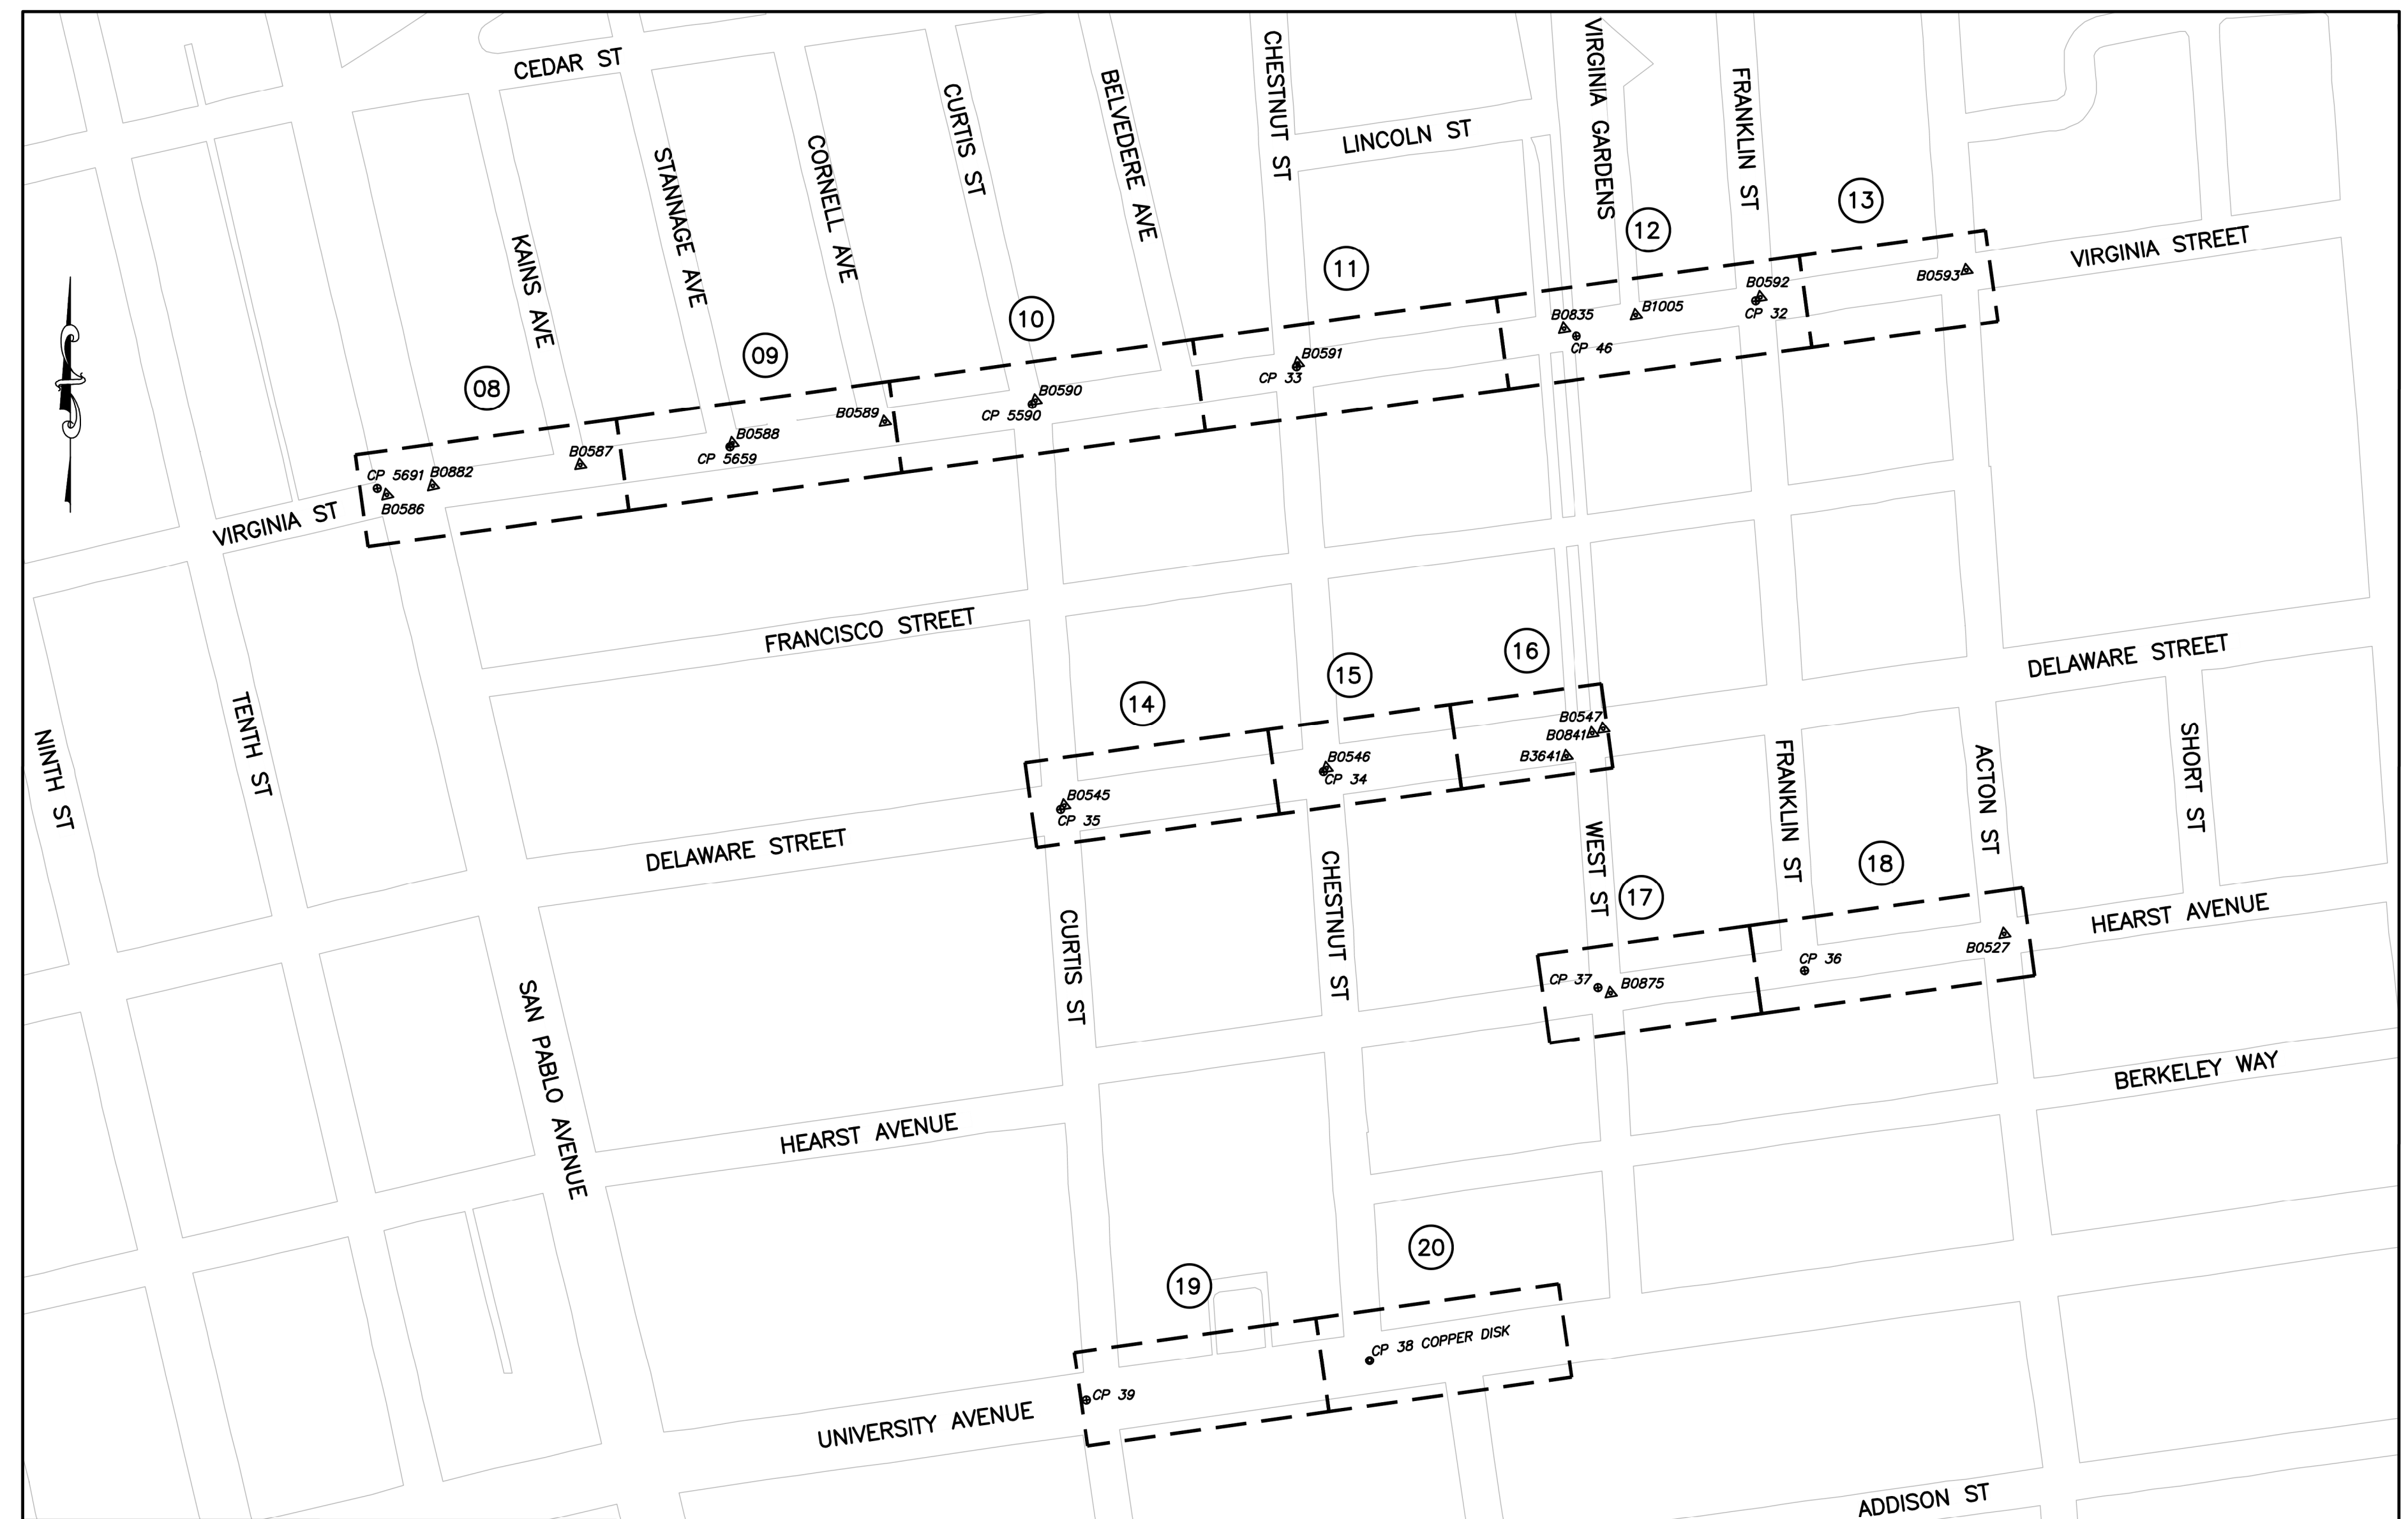 CEDAR ST
CHESTNUT ST
VIRGINIA GARDENS
FRANKLIN ST
CURTIS ST
BELVEDERE AVE
LINCOLN ST
STANNAGE AVE
CORNELL AVE
KAINS AVE
13
12
11
10
09
08
VIRGINIA STREET
B0593
B0592
CP 32
B1005
B0835
CP 46
B0591
CP 33
B0590
CP 5590
B0589
B0588
CP 5659
B0587
CP 5691
B0882
B0586
VIRGINIA ST
FRANCISCO STREET
DELAWARE STREET
16
15
14
TENTH ST
NINTH ST
B0547
B0841
B3641
B0546
CP 34
B0545
CP 35
DELAWARE STREET
FRANKLIN ST
ACTON ST
SHORT ST
WEST ST
CHESTNUT ST
CURTIS ST
18
17
HEARST AVENUE
CP 37
B0875
CP 36
B0527
SAN PABLO AVENUE
BERKELEY WAY
HEARST AVENUE
20
19
CP 38 COPPER DISK
CP 39
UNIVERSITY AVENUE
ADDISON ST